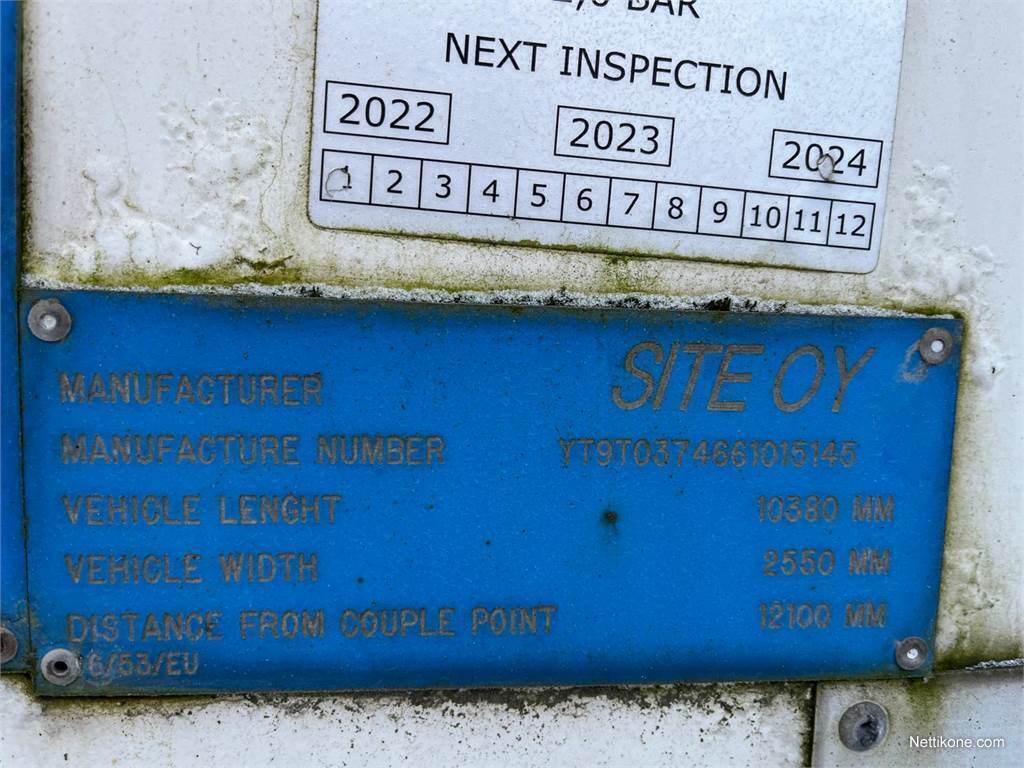 BAR
NEXT INSPECTION
2022 2023 2024
1 2 3 4 5 6 7 8 9 10 11 12
MANUFACTURER SITE OY
MANUFACTURE NUMBER YT9T0374661015145
VEHICLE LENGHT 10380 MM
VEHICLE WIDTH 2550 MM
DISTANCE FROM COUPLE POINT 12100 MM
6/53/EU
Nettikone.com